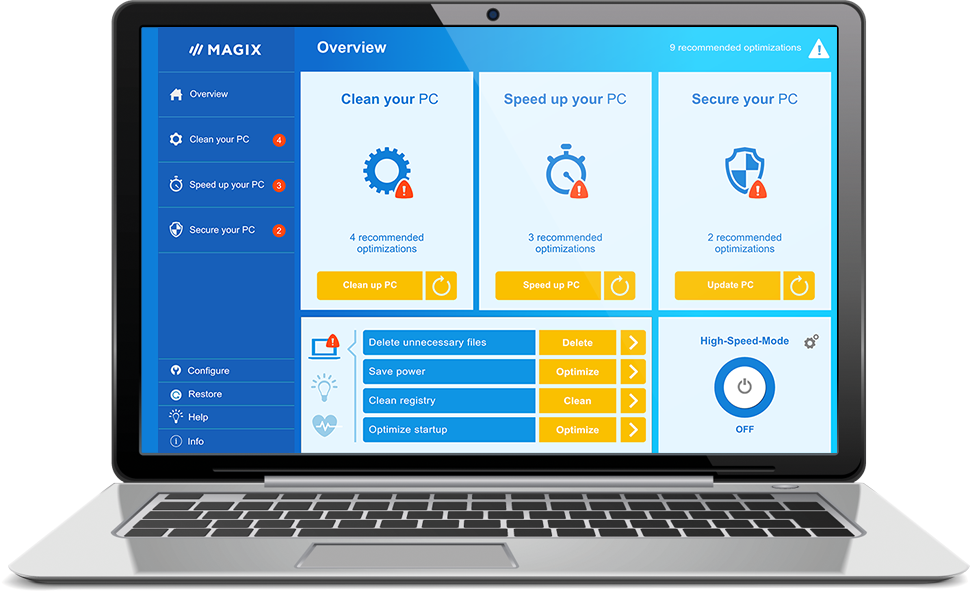 MAGIX
Overview
9 recommended optimizations
Overview
Clean your PC 4
Speed up your PC 3
Secure your PC 2
Configure
Restore
Help
Info
Clean your PC
4 recommended
optimizations
Clean up PC
Speed up your PC
3 recommended
optimizations
Speed up PC
Secure your PC
2 recommended
optimizations
Update PC
Delete unnecessary files Delete
Save power Optimize
Clean registry Clean
Optimize startup Optimize
High-Speed-Mode
OFF